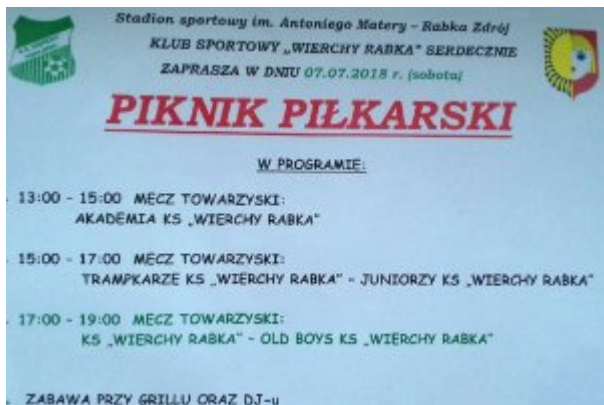 Stadion sportowy im. Antoniego Matery – Rabka Zdrój
KLUB SPORTOWY „WIERCHY RABKA" SERDECZNIE
ZAPRASZA W DNIU 07.07.2018 r. (sobota)
PIKNIK PIŁKARSKI
W PROGRAMIE:
13:00 - 15:00 MECZ TOWARZYSKI:
AKADEMIA KS „WIERCHY RABKA"
15:00 - 17:00 MECZ TOWARZYSKI:
TRAMPKARZE KS „WIERCHY RABKA" - JUNIORZY KS „WIERCHY RABKA"
17:00 - 19:00 MECZ TOWARZYSKI:
KS „WIERCHY RABKA" - OLD BOYS KS „WIERCHY RABKA"
ZABAWA PRZY GRILLU ORAZ DJ-u